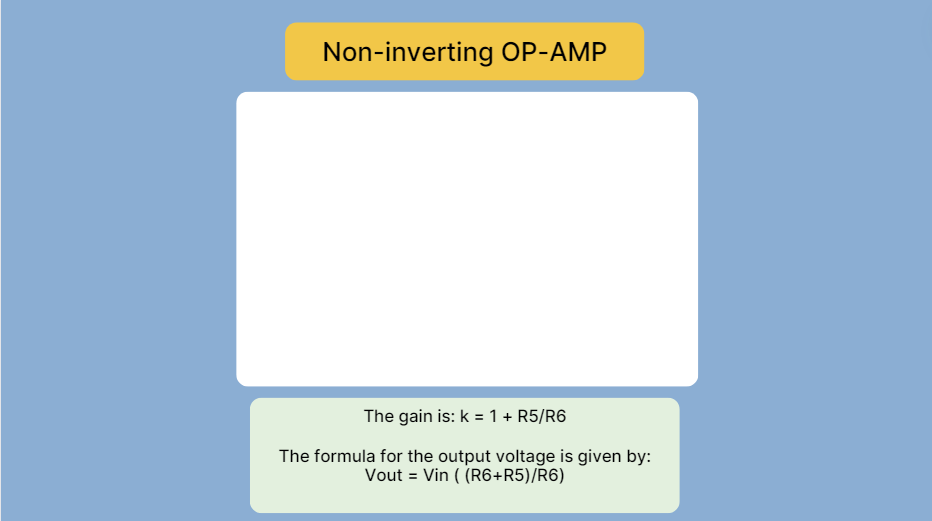 Non-inverting OP-AMP
The gain is: k = 1 + R5/R6
The formula for the output voltage is given by:
Vout = Vin ( (R6+R5)/R6)